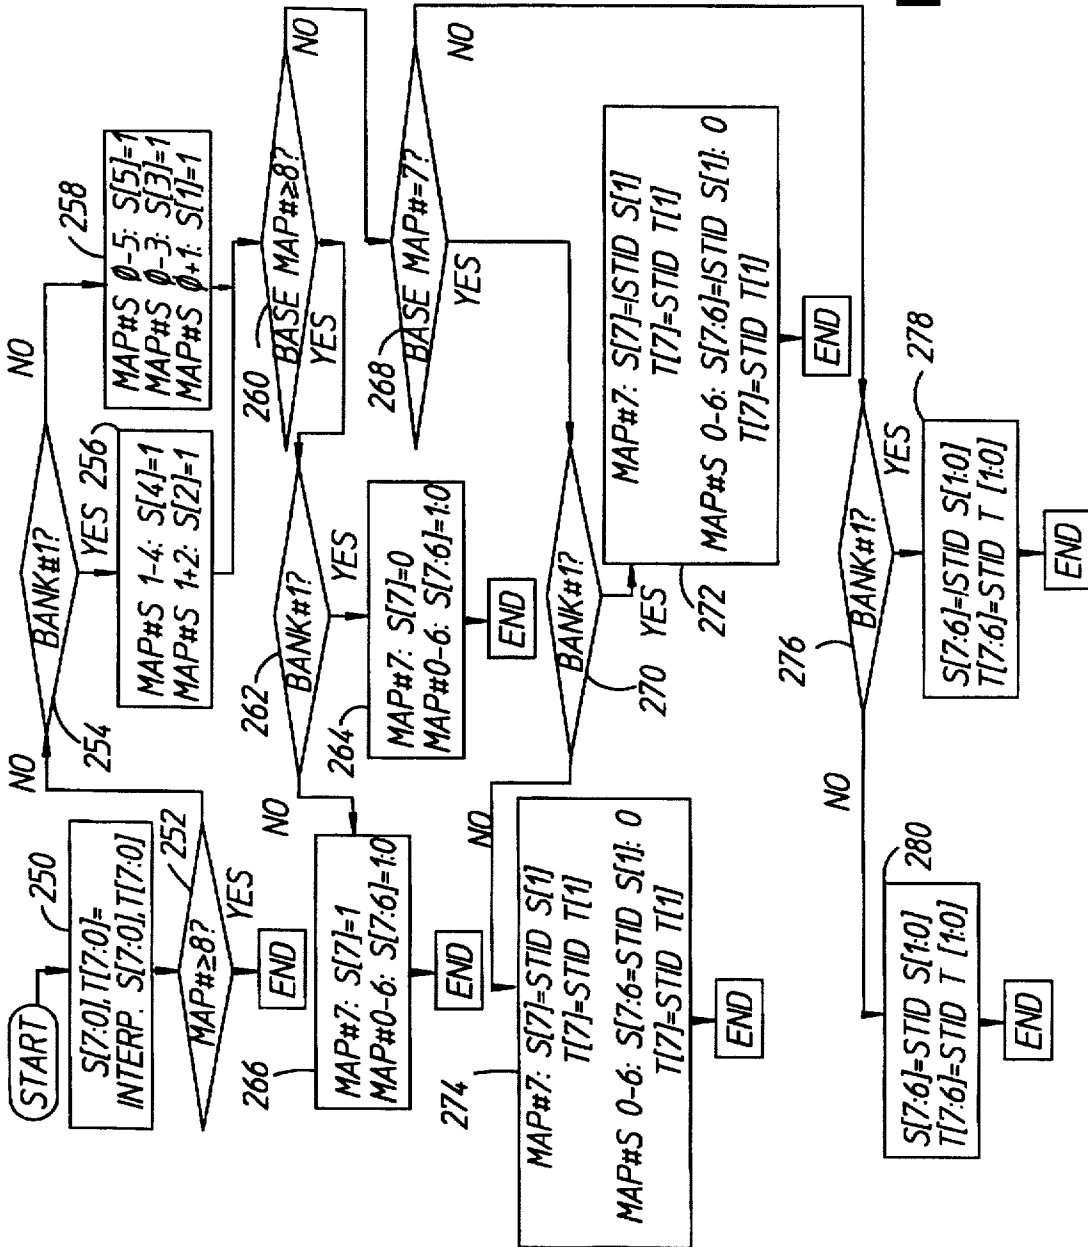 START
250
S[7:0],T[7:0]=
INTERP. S[7:0],T[7:0]
252
MAP#≥8?
YES
END
NO
254
BANK#1?
YES
256
MAP#S 1-4: S[4]=1
MAP#S 1+2: S[2]=1
NO
258
MAP#S Ø-5: S[5]=1
MAP#S Ø-3: S[3]=1
MAP#S Ø+1: S[1]=1
260
BASE MAP#≥8?
YES
NO
262
BANK#1?
YES
264
MAP#7: S[7]=0
MAP#0-6: S[7:6]=1:0
END
NO
266
MAP#7: S[7]=1
MAP#0-6: S[7:6]=1:0
END
268
BASE MAP#=7?
YES
NO
270
BANK#1?
YES
272
MAP#7: S[7]=ISTID S[1]
T[7]=STID T[1]
MAP#S 0-6: S[7:6]=ISTID S[1]: 0
T[7]=STID T[1]
END
NO
274
MAP#7: S[7]=STID S[1]
T[7]=STID T[1]
MAP#S 0-6: S[7:6=STID S[1]: 0
T[7]=STID T[1]
END
276
BANK#1?
YES
278
S[7:6]=ISTID S[1:0]
T[7:6]=STID T [1:0]
END
NO
280
S[7:6]=STID S[1:0]
T[7:6]=STID T [1:0]
END